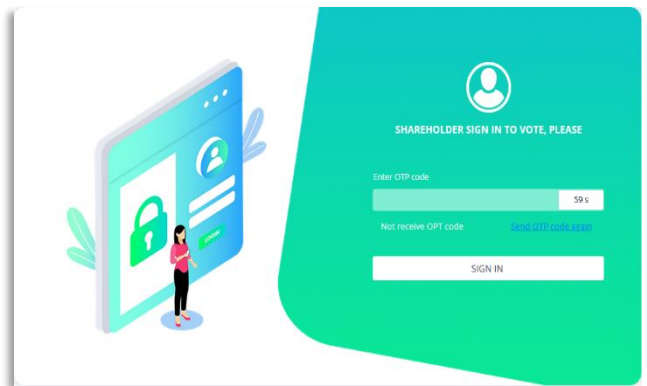 LOGIN
SHAREHOLDER SIGN IN TO VOTE, PLEASE
Enter OTP code
59 s
Not receive OPT code Send OTP code again
SIGN IN